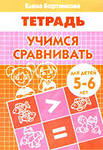 Елена Бортникова
ТЕТРАДЬ
УЧИМСЯ
СРАВНИВАТЬ
ДЛЯ ДЕТЕЙ
5-6
ЛЕТ